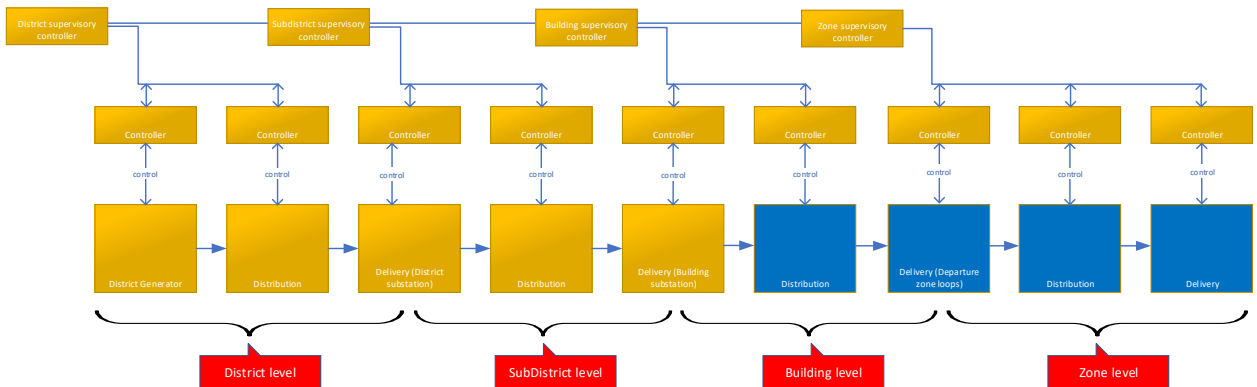 District supervisory
controller
Subdistrict supervisory
controller
Building supervisory
controller
Zone supervisory
controller
Controller
Controller
Controller
Controller
Controller
Controller
Controller
Controller
Controller
control
control
control
control
control
control
control
control
control
District Generator
Distribution
Delivery (District
substation)
Distribution
Delivery (Building
substation)
Distribution
Delivery (Departure
zone loops)
Distribution
Delivery
District level
SubDistrict level
Building level
Zone level